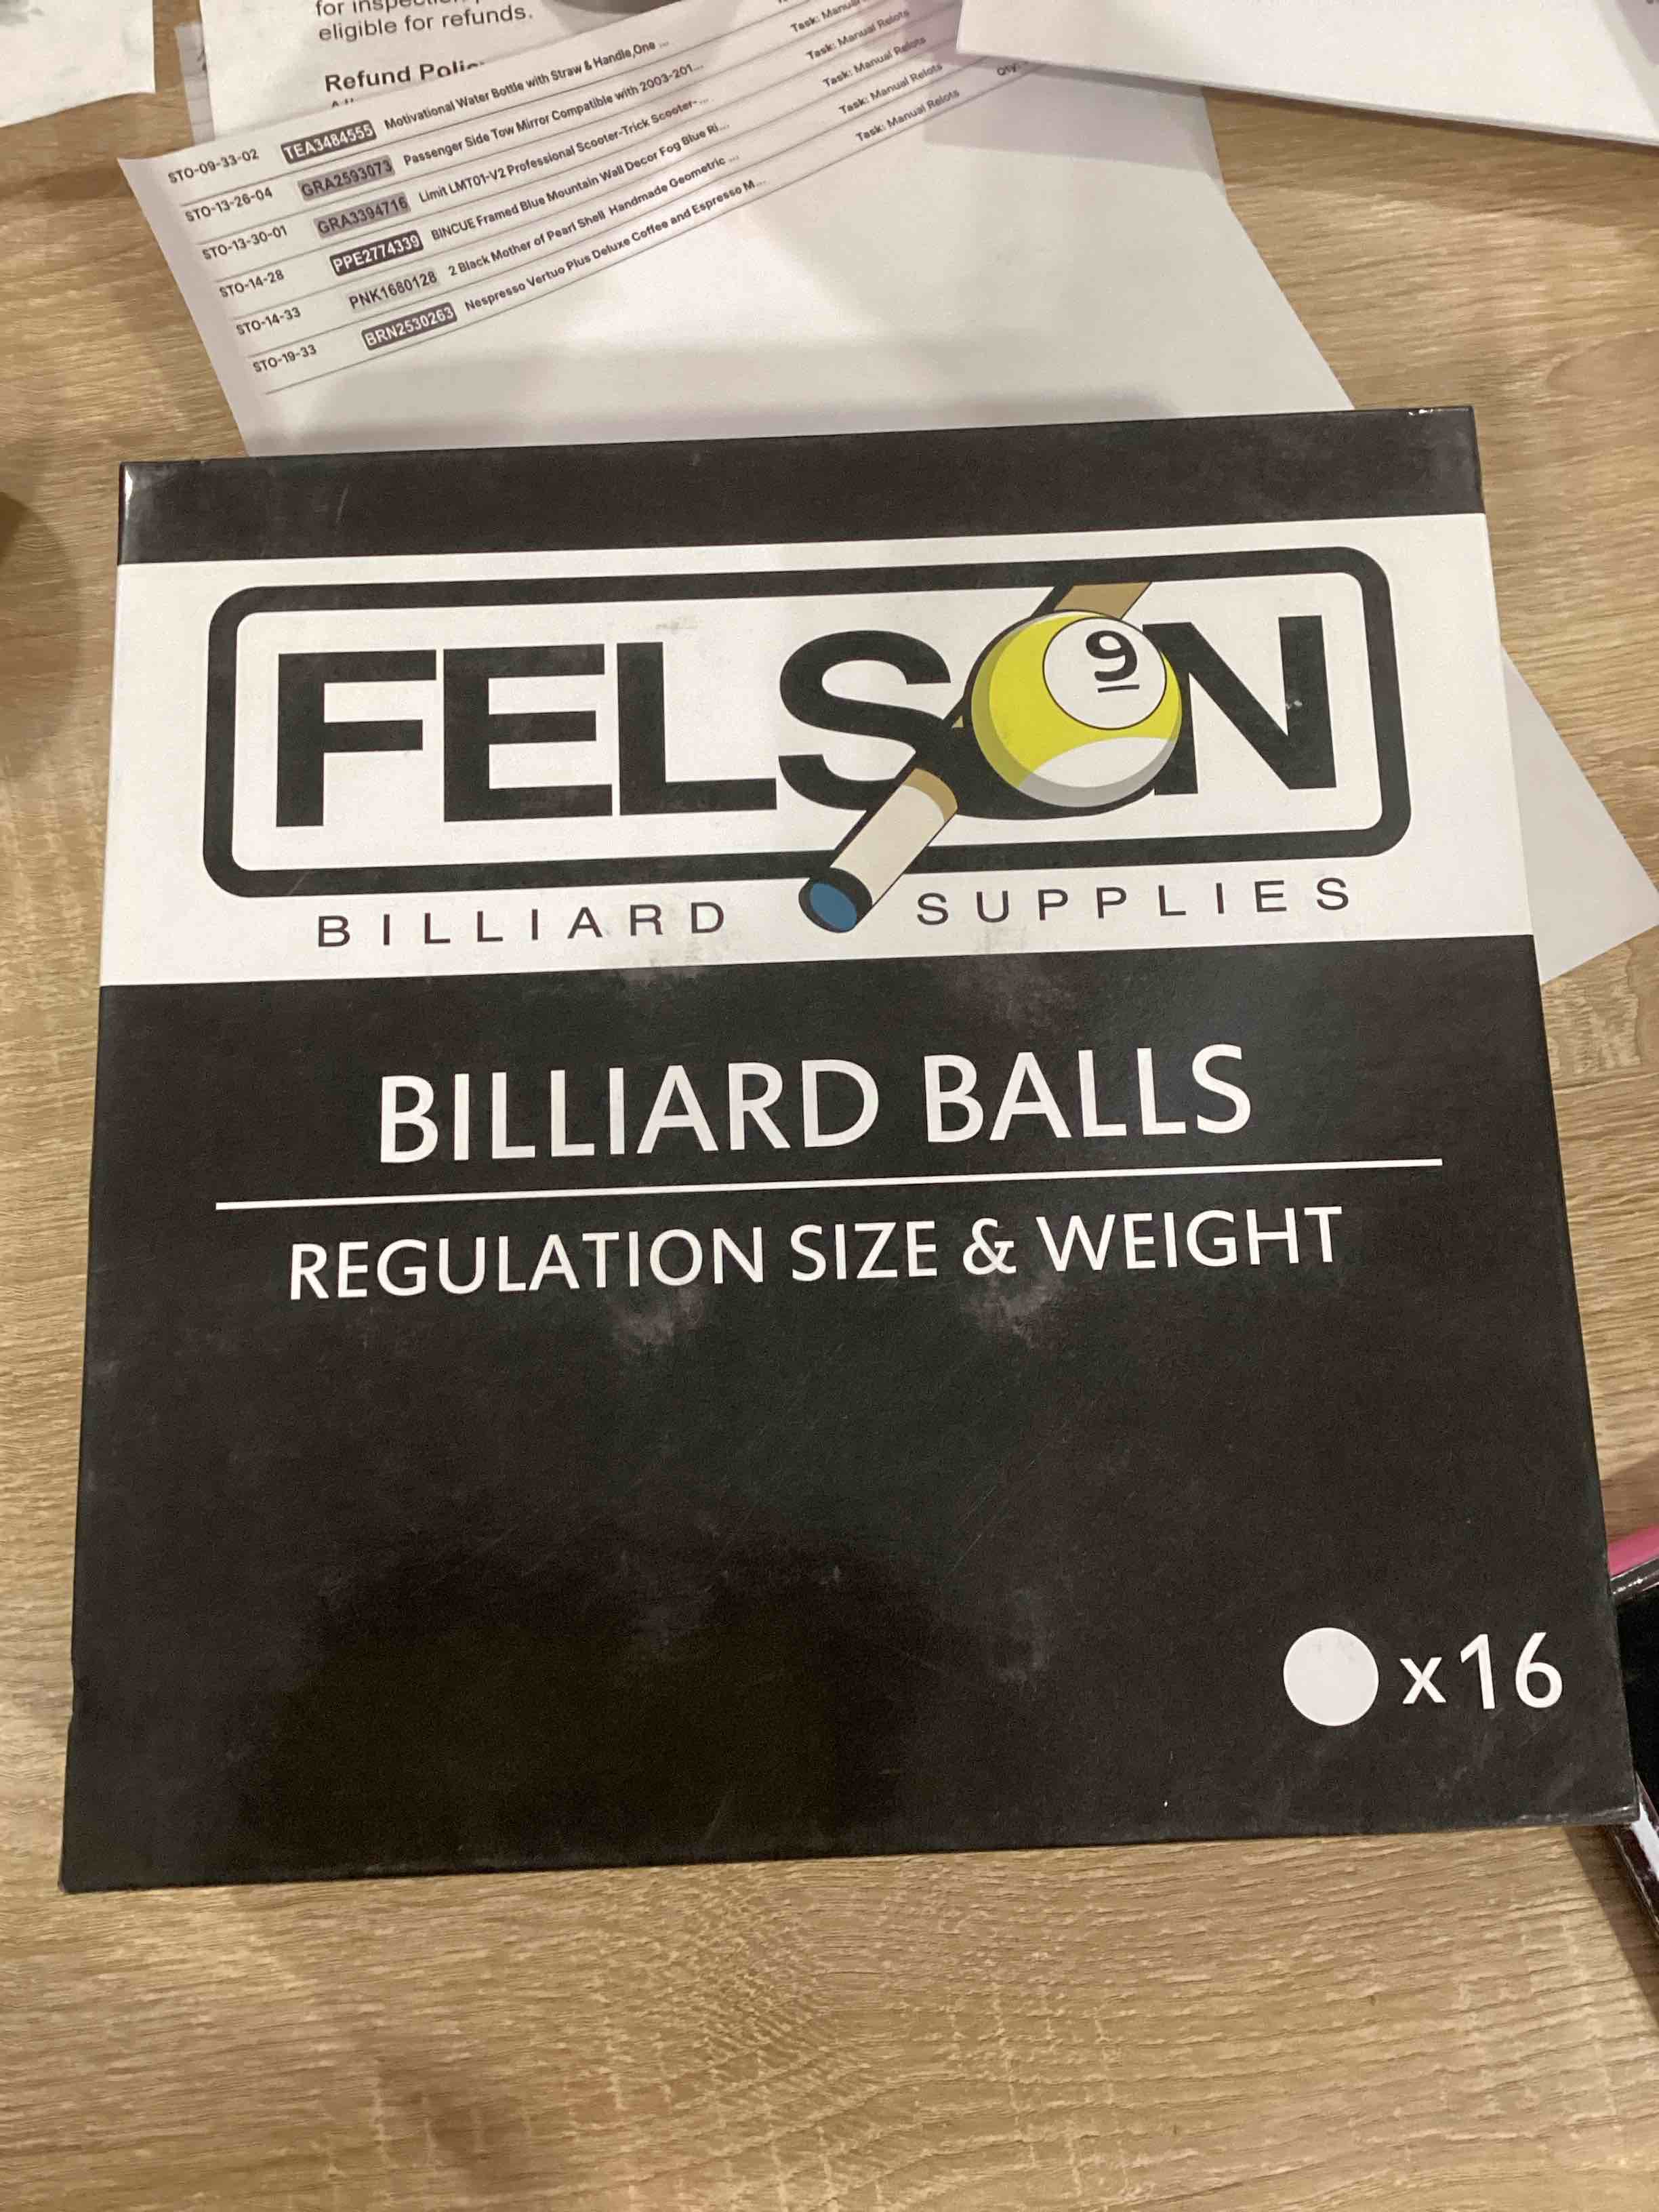 eligible for refunds.
Refund
STO-09-33-02 TEA3484555 Motivational Water Bottle with Straw & Handle,One ...
STO-13-26-04 GRA2593073 Passenger Side Tow Mirror Compatible with 2003-201... Task: Manual
STO-13-30-01 GRA3394716 Limit LMT01-V2 Professional Scooter-Trick Scooter-... Task: Manual Relots
STO-14-28 PPE2774339 BINCUE Framed Blue Mountain Wall Decor Fog Blue Ri... Task: Manual Relots
STO-14-33 PNK1680128 2 Black Mother of Pearl Shell Handmade Geometric ... Task: Manual Relots
STO-19-33 BRN2530263 Nespresso Vertuo Plus Deluxe Coffee and Espresso M... Task: Manual Relots
FELSON
9
BILLIARD SUPPLIES
BILLIARD BALLS
REGULATION SIZE & WEIGHT
x16